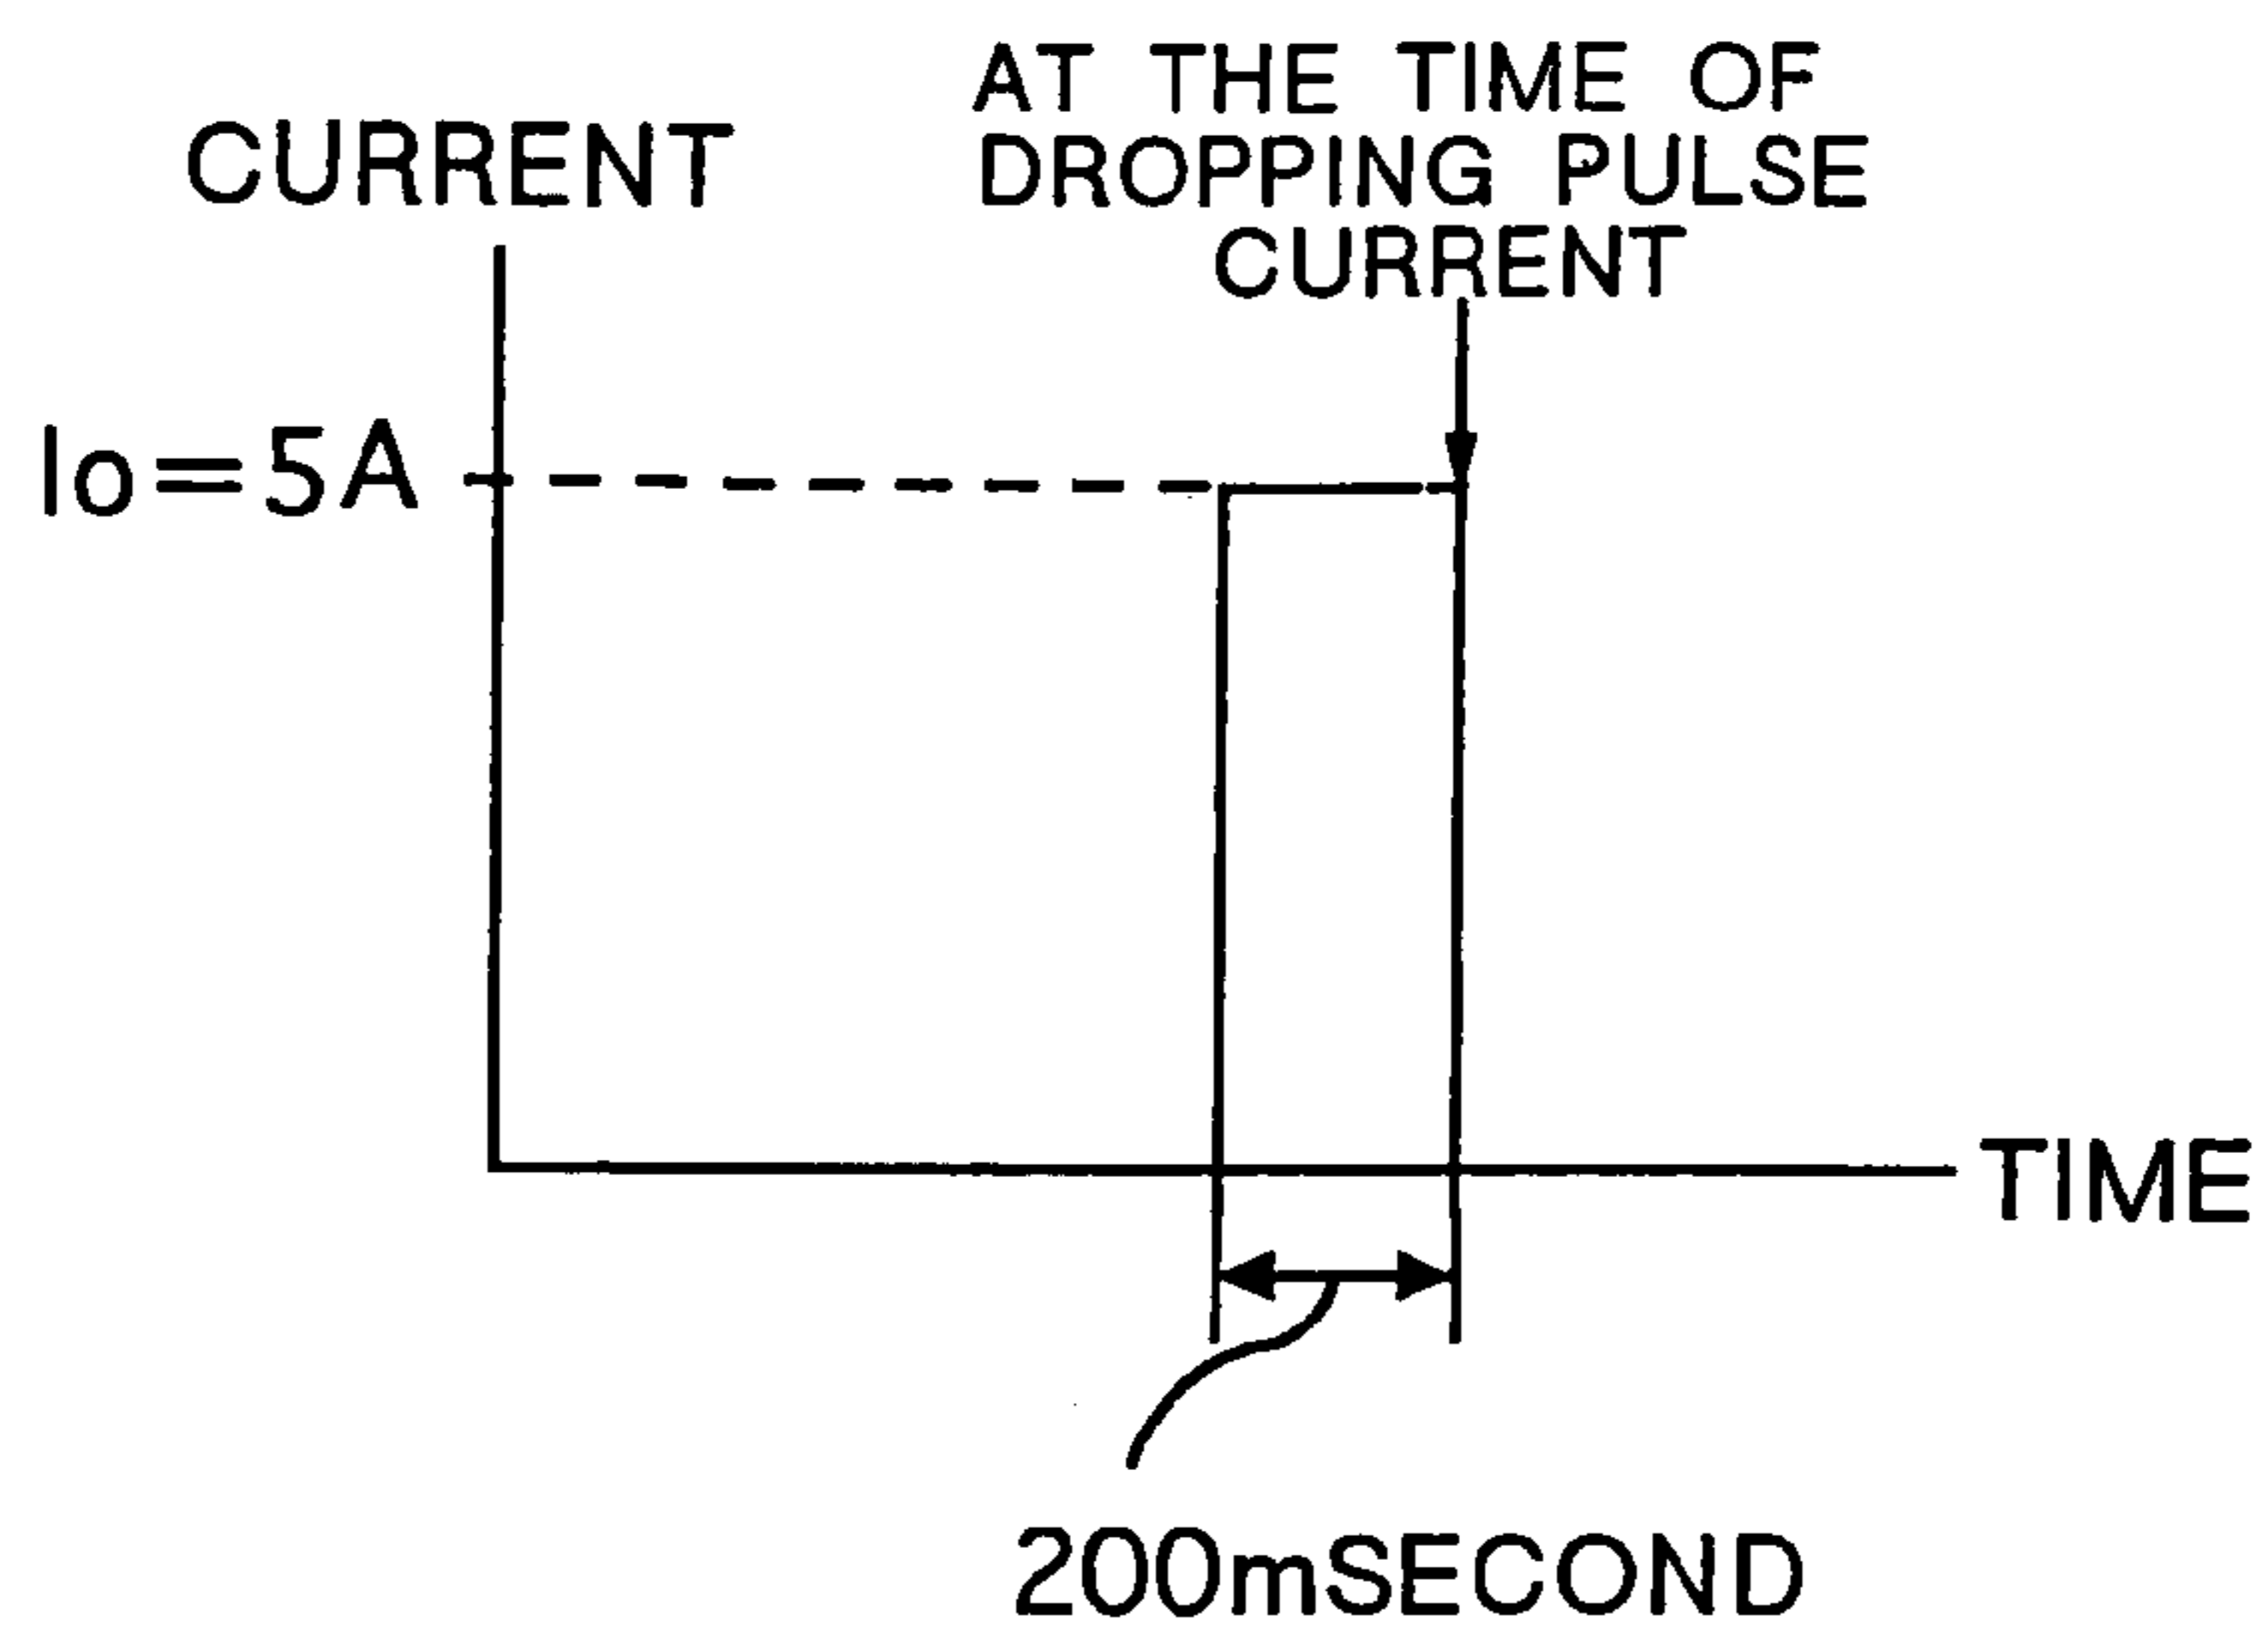 AT THE TIME OF
DROPPING PULSE
CURRENT
CURRENT
Io=5A
TIME
200mSECOND